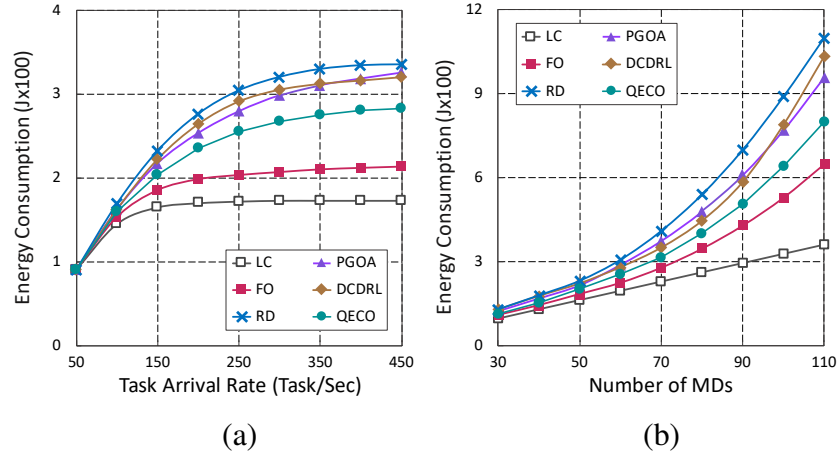 Energy Consumption (Jx100)
4
3
2
1
0
50
150
250
350
450
Task Arrival Rate (Task/Sec)
LC
PGOA
FO
DCDRL
RD
QECO
(a)
Energy Consumption (Jx100)
12
9
6
3
0
30
50
70
90
110
Number of MDs
LC
PGOA
FO
DCDRL
RD
QECO
(b)